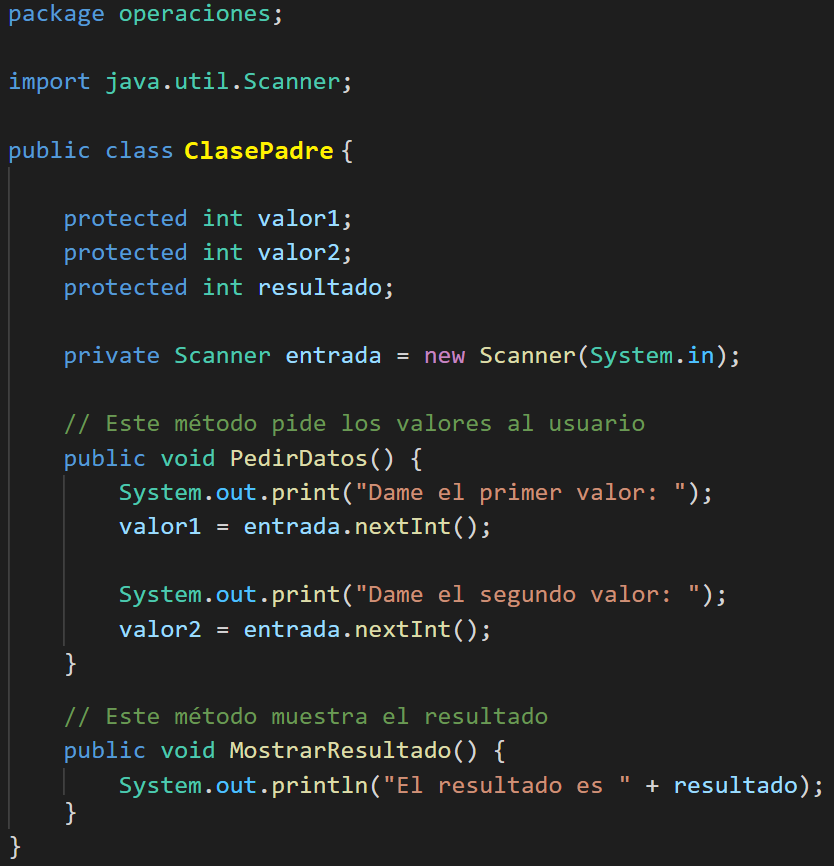 package operaciones;
import java.util.Scanner;
public class ClasePadre {
protected int valor1;
protected int valor2;
protected int resultado;
private Scanner entrada = new Scanner(System.in);
// Este método pide los valores al usuario
public void PedirDatos() {
System.out.print("Dame el primer valor: ");
valor1 = entrada.nextInt();
System.out.print("Dame el segundo valor: ");
valor2 = entrada.nextInt();
}
// Este método muestra el resultado
public void MostrarResultado() {
System.out.println("El resultado es " + resultado);
}
}